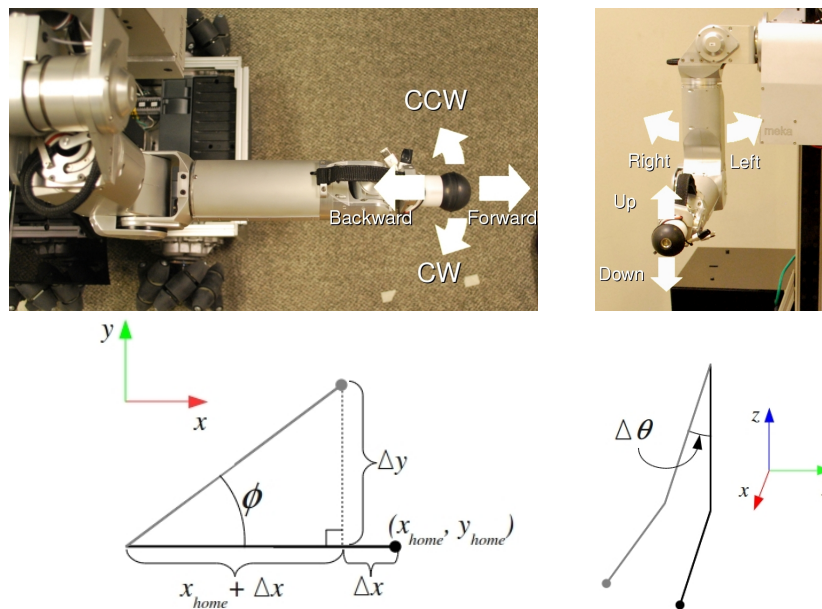 CCW
Backward
Forward
CW
Right
Left
Up
Down
meka
y
x
Δy
ϕ
(x_home, y_home)
x_home + Δx
Δx
Δθ
z
x